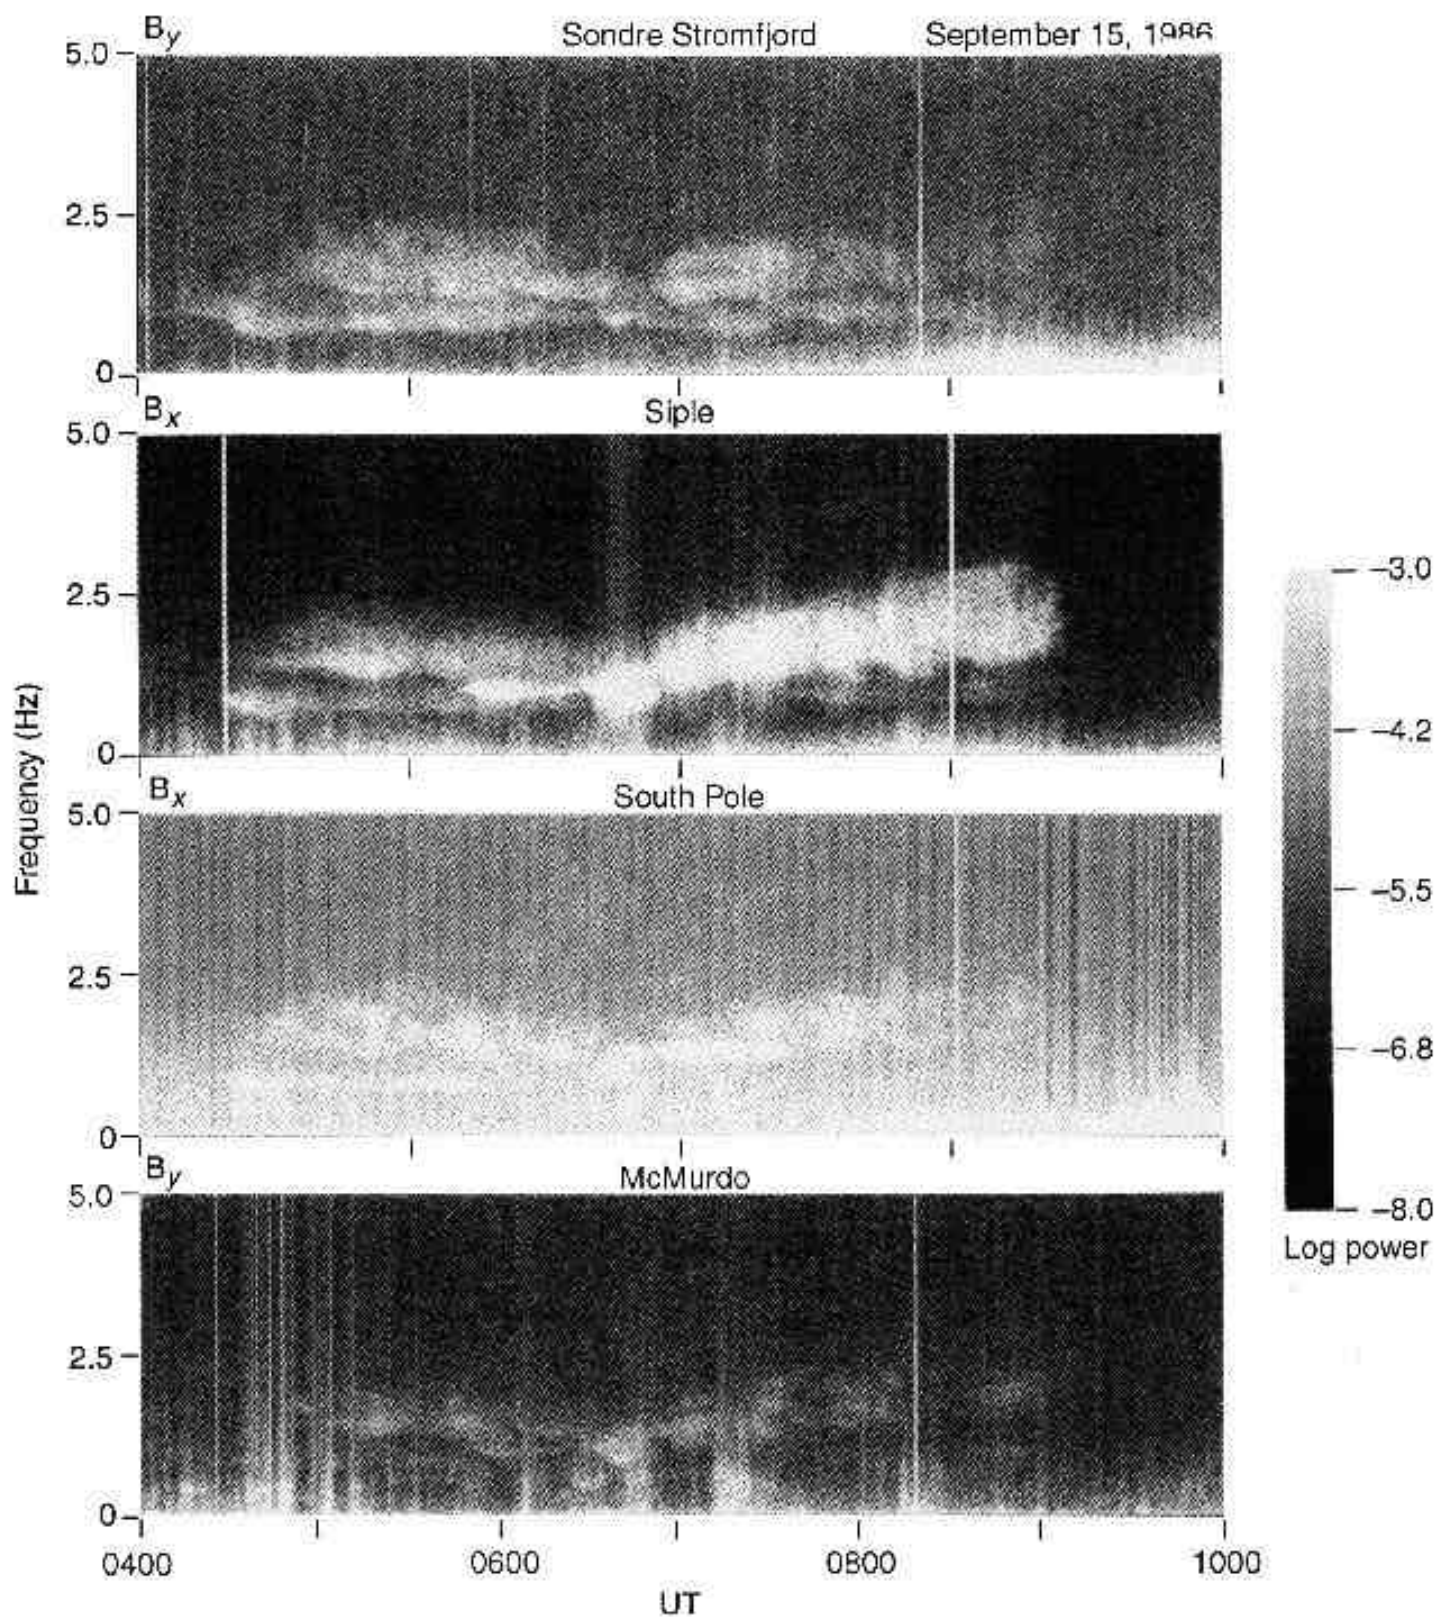 By Sondre Stromfjord September 15, 1986
5.0
2.5
0
Bx Siple
5.0
2.5
0
Bx South Pole
5.0
2.5
0
By McMurdo
5.0
2.5
0
Frequency (Hz)
0400 0600 0800 1000
UT
-3.0
-4.2
-5.5
-6.8
-8.0
Log power